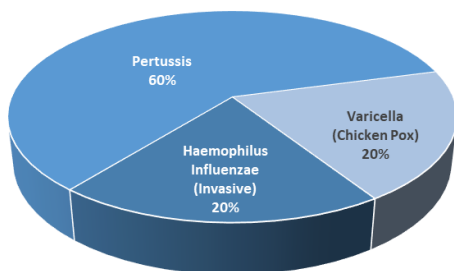 Pertussis
60%
Varicella
(Chicken Pox)
20%
Haemophilus
Influenzae
(Invasive)
20%